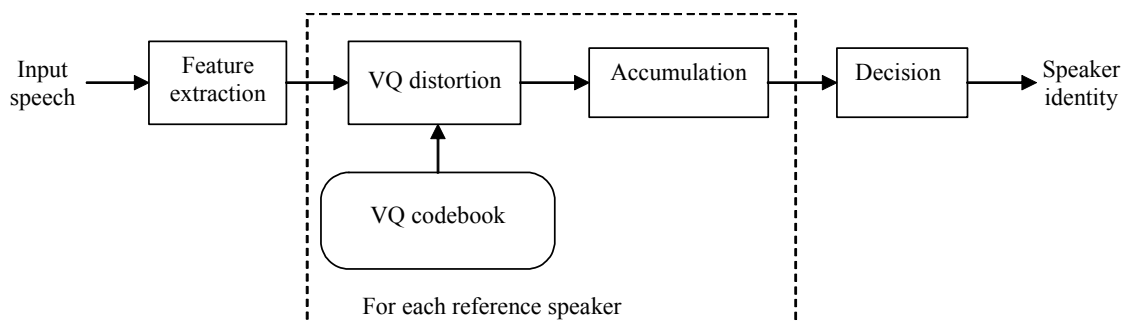 Input
speech
Feature
extraction
VQ distortion
Accumulation
Decision
Speaker
identity
VQ codebook
For each reference speaker